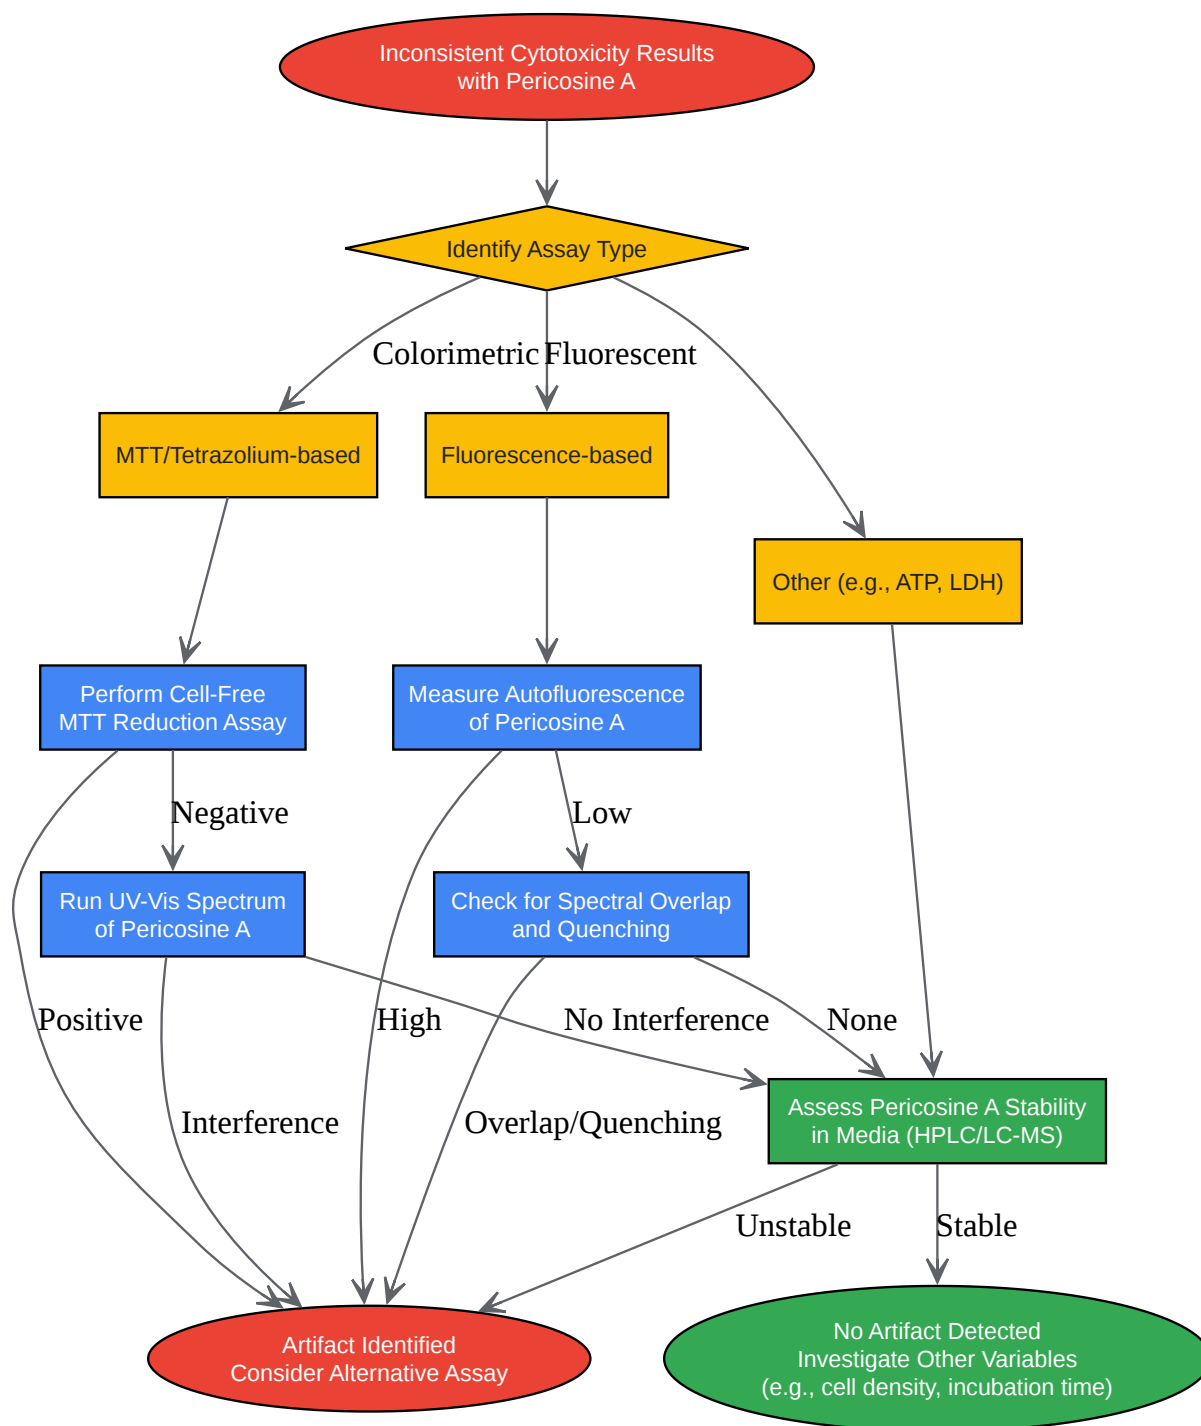 Inconsistent Cytotoxicity Results
with Pericosine A
Identify Assay Type
Colorimetric
Fluorescent
MTT/Tetrazolium-based
Fluorescence-based
Other (e.g., ATP, LDH)
Perform Cell-Free
MTT Reduction Assay
Measure Autofluorescence
of Pericosine A
Negative
Low
Run UV-Vis Spectrum
of Pericosine A
Check for Spectral Overlap
and Quenching
Positive
High
No Interference
None
Interference
Overlap/Quenching
Assess Pericosine A Stability
in Media (HPLC/LC-MS)
Unstable
Stable
Artifact Identified
Consider Alternative Assay
No Artifact Detected
Investigate Other Variables
(e.g., cell density, incubation time)